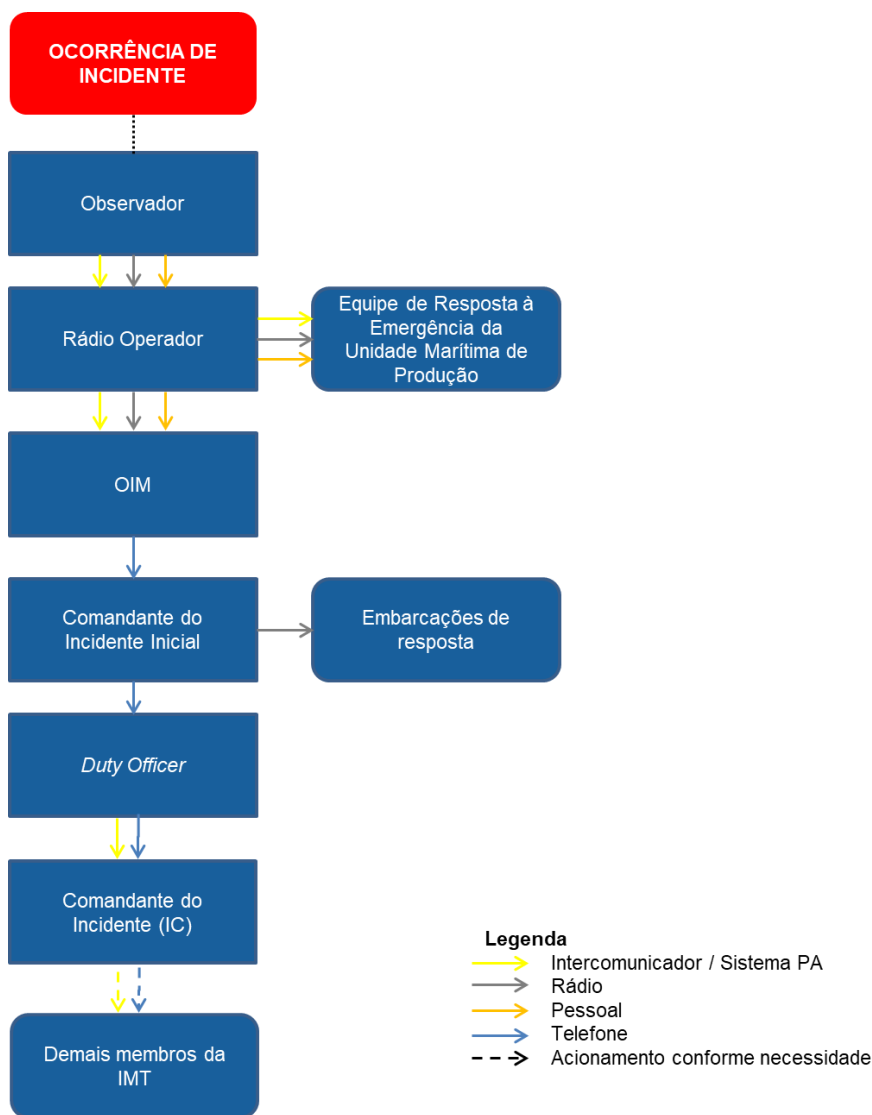 OCORRÊNCIA DE
INCIDENTE
Observador
Rádio Operador
Equipe de Resposta à
Emergência da
Unidade Marítima de
Produção
OIM
Comandante do
Incidente Inicial
Embarcações de
resposta
Duty Officer
Comandante do
Incidente (IC)
Demais membros da
IMT
Legenda
Intercomunicador / Sistema PA
Rádio
Pessoal
Telefone
Acionamento conforme necessidade